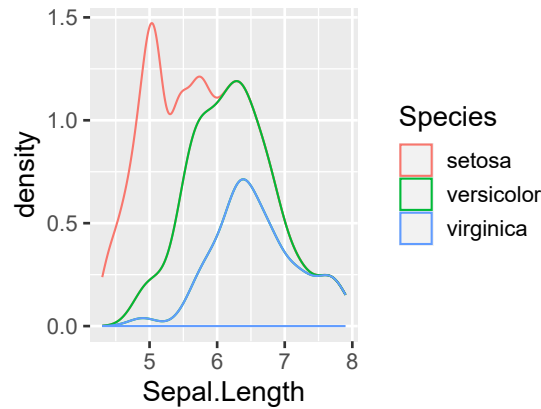 1.5
1.0
0.5
0.0
density
5 6 7 8
Sepal.Length
Species
setosa
versicolor
virginica